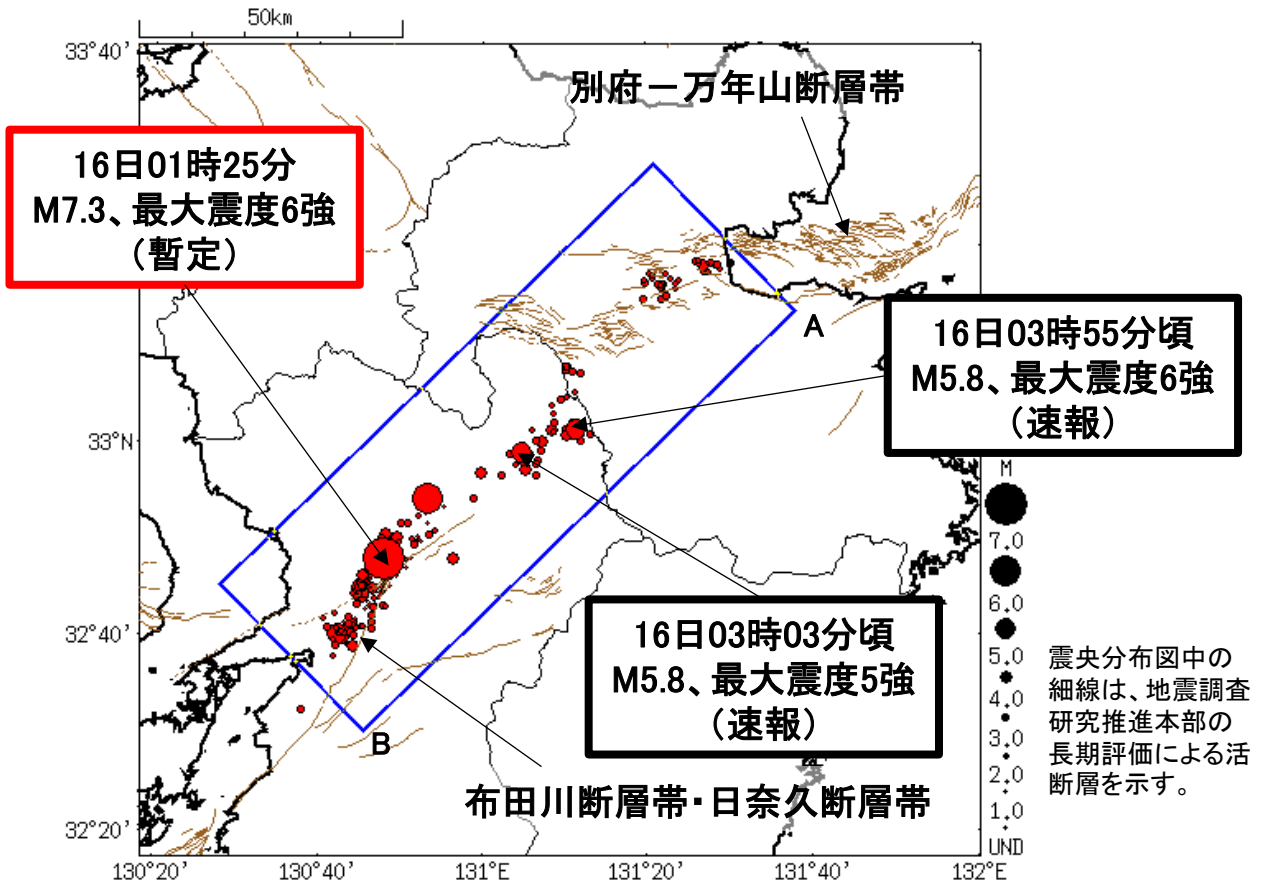 50km
33°40'
別府－万年山断層帯
16日01時25分
M7.3、最大震度6強
（暫定）
A
16日03時55分頃
M5.8、最大震度6強
（速報）
33°N
M
7.0
6.0
5.0
4.0
3.0
2.0
1.0
UND
16日03時03分頃
M5.8、最大震度5強
（速報）
32°40'
B
震央分布図中の
細線は、地震調査
研究推進本部の
長期評価による活
断層を示す。
布田川断層帯・日奈久断層帯
32°20'
130°20'
130°40'
131°E
131°20'
131°40'
132°E